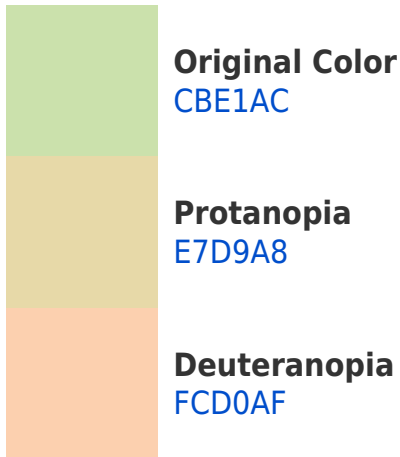 Original Color
CBE1AC
Protanopia
E7D9A8
Deuteranopia
FCD0AF